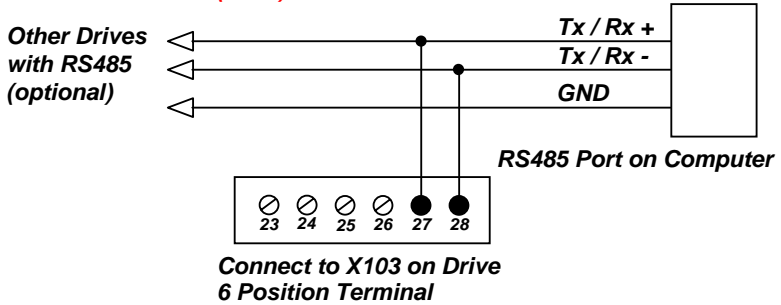 Other Drives
with RS485
(optional)
Tx / Rx +
Tx / Rx -
GND
RS485 Port on Computer
23 24 25 26 27 28
Connect to X103 on Drive
6 Position Terminal